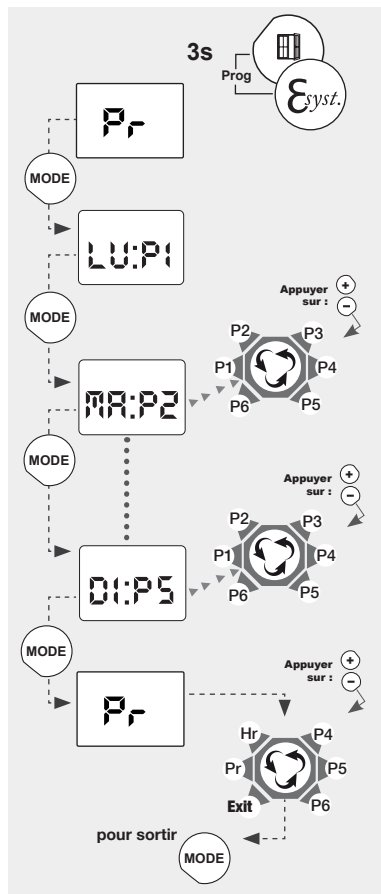 3s
Prog
Ɛsyst.
Pr
MODE
LU:P1
MODE
Appuyer
sur :
+
-
P2 P3
P1 P4
P6 P5
MA:P2
MODE
Appuyer
sur :
+
-
P2 P3
P1 P4
P6 P5
DI:P5
MODE
Appuyer
sur :
+
-
Pr
Hr P4
Pr P5
Exit P6
pour sortir
MODE